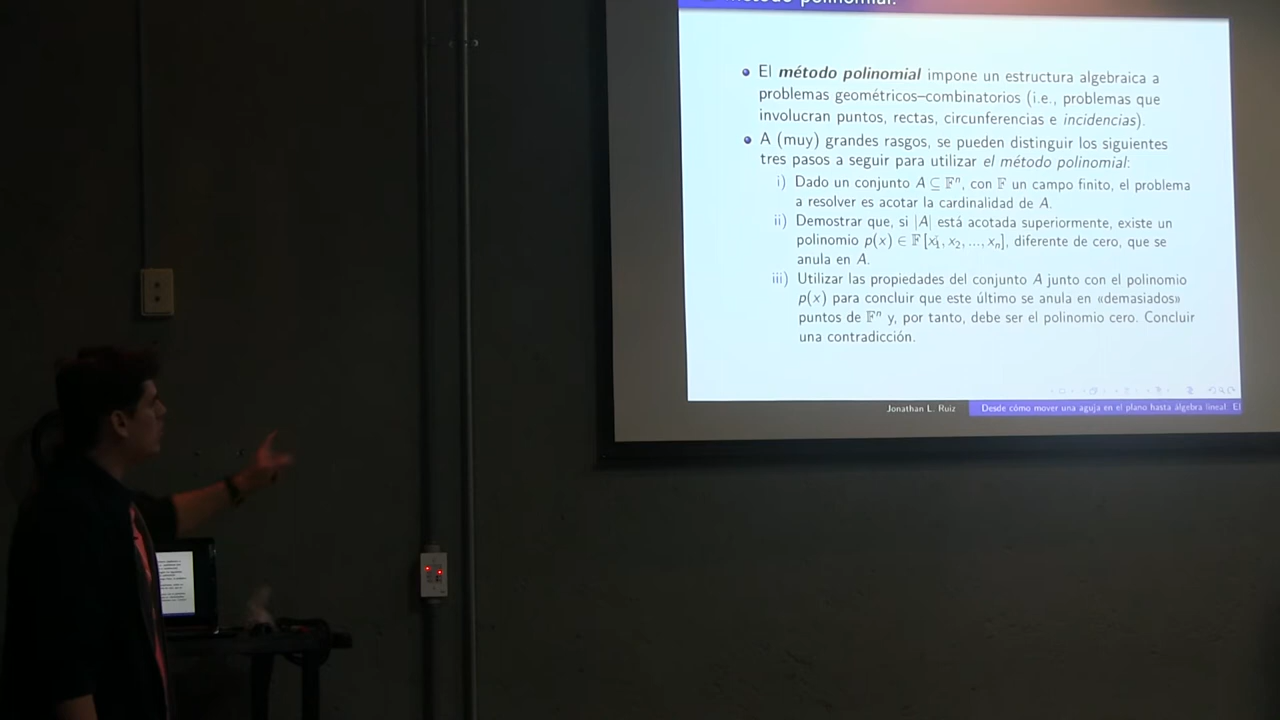 método polinomial.
El método polinomial impone un estructura algebraica a
problemas geométricos–combinatorios (i.e., problemas que
involucran puntos, rectas, circunferencias e incidencias).
A (muy) grandes rasgos, se pueden distinguir los siguientes
tres pasos a seguir para utilizar el método polinomial:
i) Dado un conjunto A ⊆ 𝔽ⁿ, con 𝔽 un campo finito, el problema
a resolver es acotar la cardinalidad de A.
ii) Demostrar que, si |A| está acotada superiormente, existe un
polinomio p(x) ∈ 𝔽 [x₁, x₂, ..., xₙ], diferente de cero, que se
anula en A.
iii) Utilizar las propiedades del conjunto A junto con el polinomio
p(x) para concluir que este último se anula en «demasiados»
puntos de 𝔽ⁿ y, por tanto, debe ser el polinomio cero. Concluir
una contradicción.
Jonathan L. Ruiz Desde cómo mover una aguja en el plano hasta álgebra lineal. El